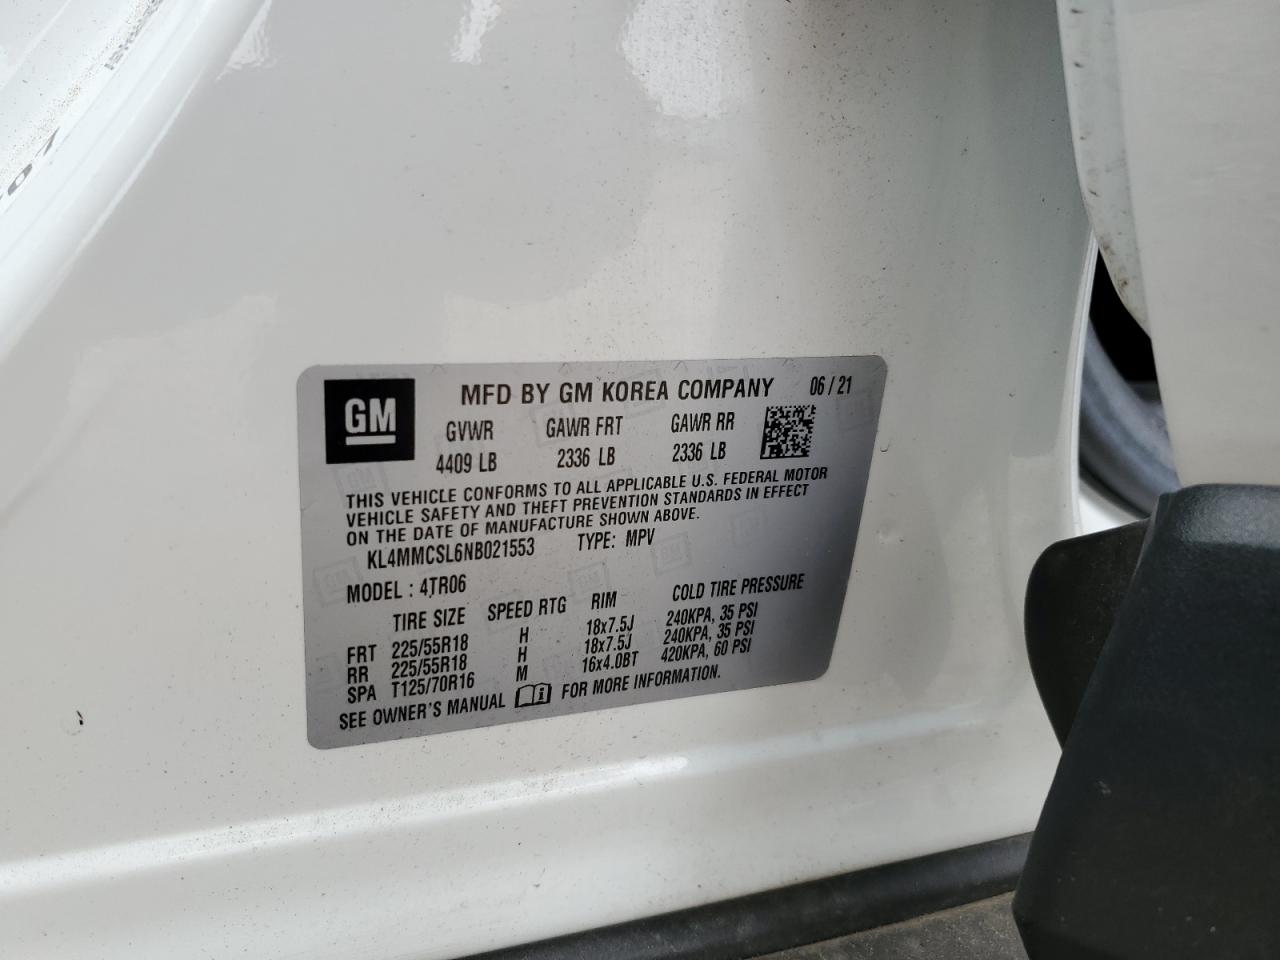 GM
MFD BY GM KOREA COMPANY 06 / 21
GVWR GAWR FRT GAWR RR
4409 LB 2336 LB 2336 LB
THIS VEHICLE CONFORMS TO ALL APPLICABLE U.S. FEDERAL MOTOR
VEHICLE SAFETY AND THEFT PREVENTION STANDARDS IN EFFECT
ON THE DATE OF MANUFACTURE SHOWN ABOVE.
KL4MMCSL6NB021553 TYPE: MPV
MODEL : 4TR06
TIRE SIZE SPEED RTG RIM COLD TIRE PRESSURE
FRT 225/55R18 H 18x7.5J 240KPA, 35 PSI
RR 225/55R18 H 18x7.5J 240KPA, 35 PSI
SPA T125/70R16 M 16x4.0BT 420KPA, 60 PSI
SEE OWNER'S MANUAL FOR MORE INFORMATION.